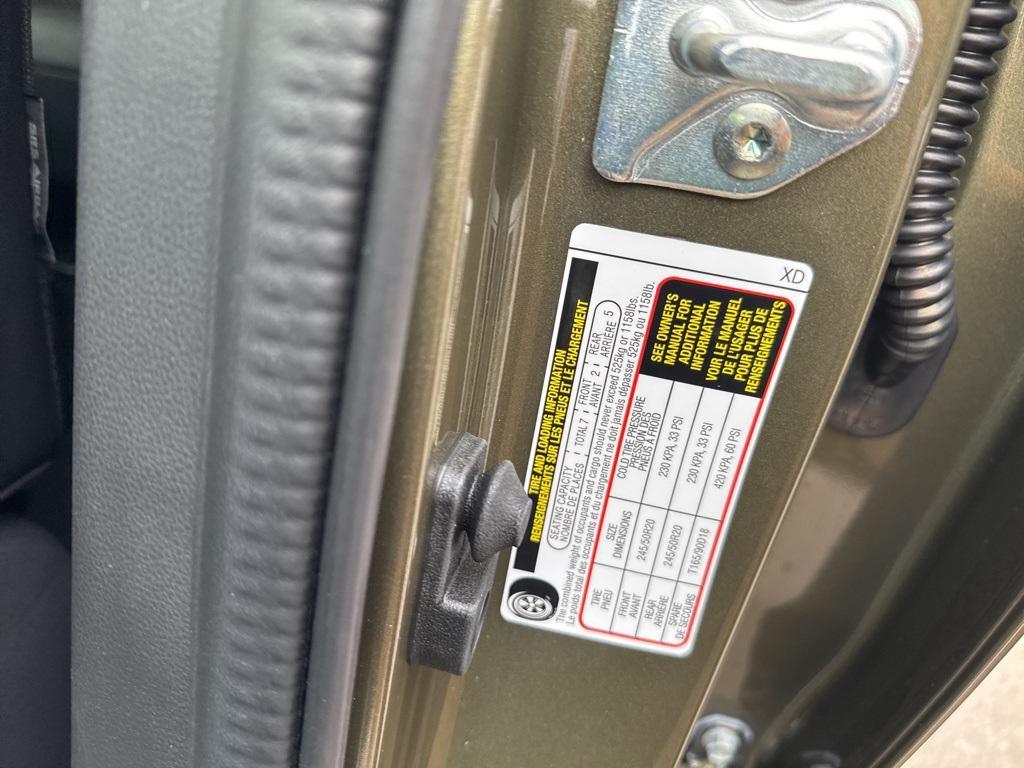 TIRE AND LOADING INFORMATION
RENSEIGNEMENTS SUR LES PNEUS ET LE CHARGEMENT
SEATING CAPACITY
NOMBRE DE PLACES
TOTAL 7
FRONT
AVANT 2
REAR
ARRIÈRE 5
The combined weight of occupants and cargo should never exceed 525kg or 1158lbs.
Le poids total des occupants et du chargement ne doit jamais dépasser 525kg ou 1158lb.
TIRE
PNEU
SIZE
DIMENSIONS
COLD TIRE PRESSURE
PRESSION DES
PNEUS A FROID
FRONT
AVANT
245/50R20
230 KPA, 33 PSI
REAR
ARRIÈRE
245/50R20
230 KPA, 33 PSI
SPARE
DE SECOURS
T165/90D18
420 KPA, 60 PSI
SEE OWNER'S
MANUAL FOR
ADDITIONAL
INFORMATION
VOIR LE MANUEL
DE L'USAGER
POUR PLUS DE
RENSEIGNEMENTS
XD